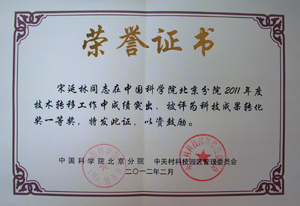 荣誉证书
宋延林同志在中国科学院北京分院2011年度
技术转移工作中成绩突出，被评为科技成果转化
奖一等奖，特发此证，以资鼓励。
中国科学院北京分院 中关村科技园区管理委员会
二〇一二年二月